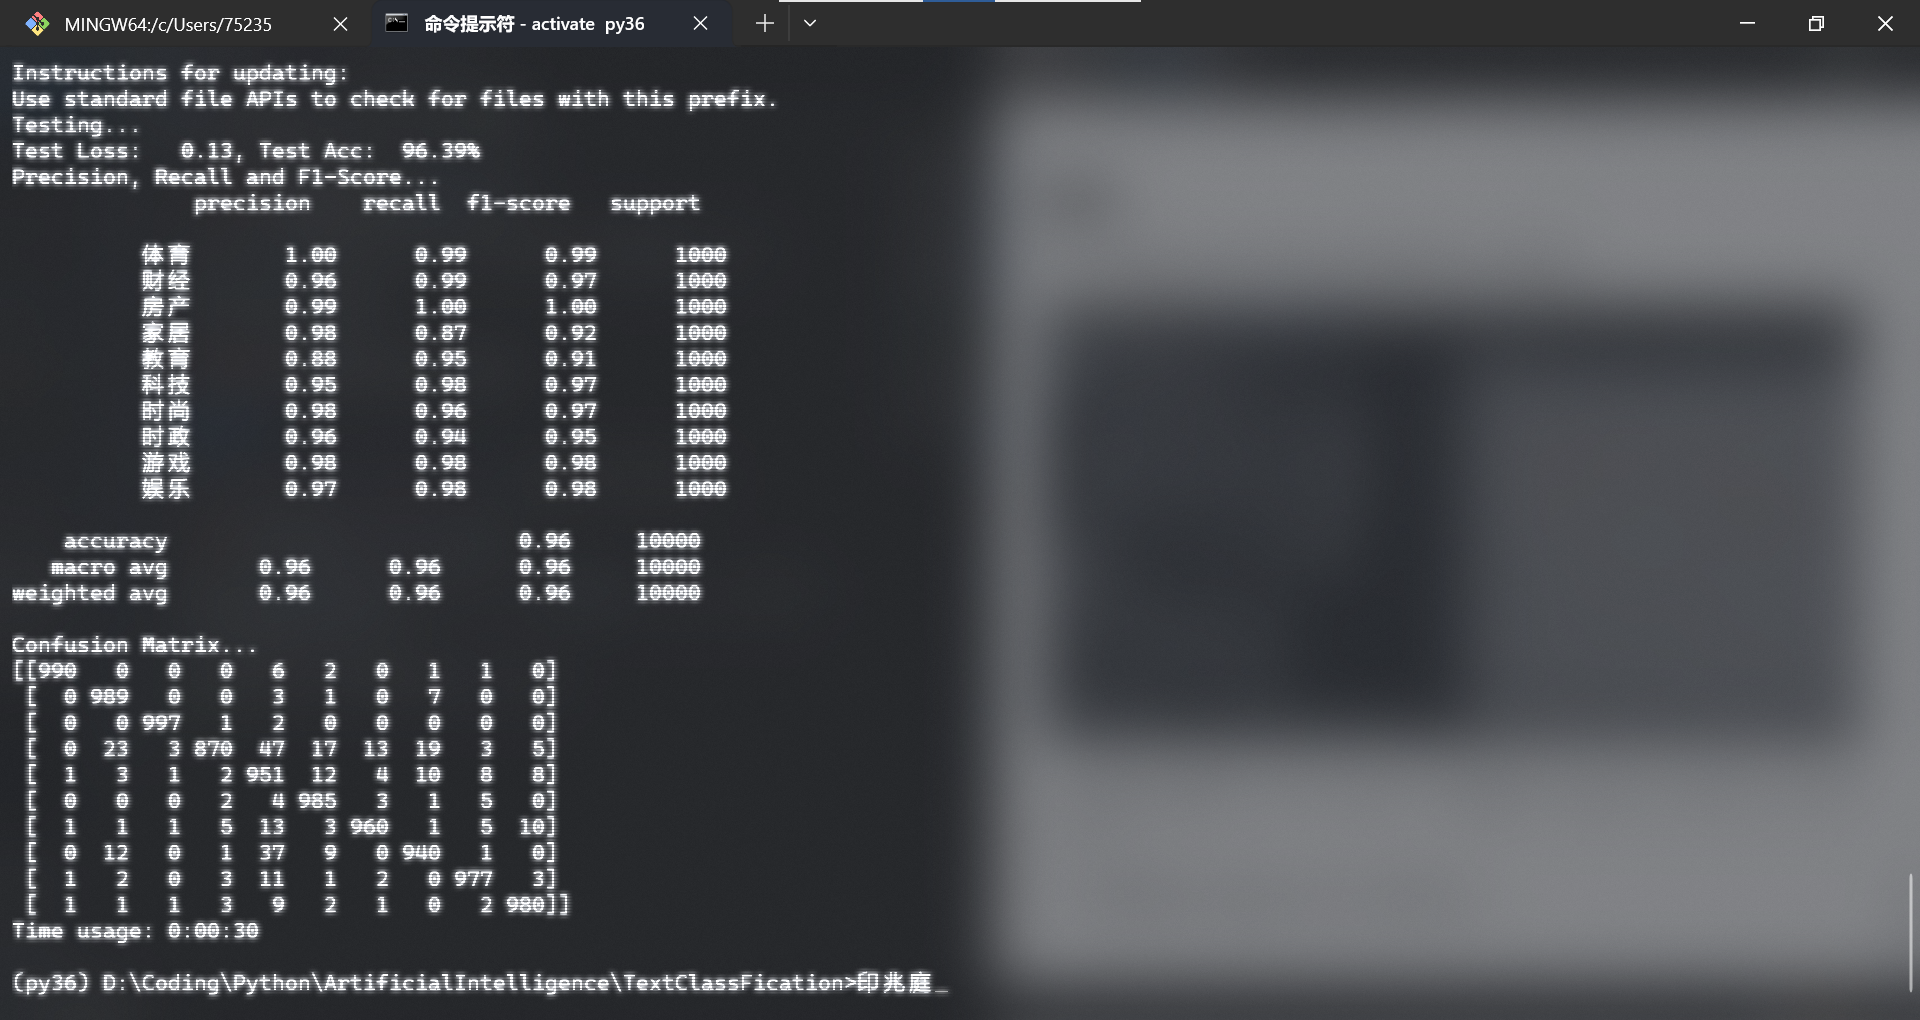 MINGW64:/c/Users/75235
命令提示符 - activate py36
Instructions for updating:
Use standard file APIs to check for files with this prefix.
Testing...
Test Loss:   0.13, Test Acc:  96.39%
Precision, Recall and F1-Score...
precision    recall  f1-score   support
体育       1.00      0.99      0.99      1000
财经       0.96      0.99      0.97      1000
房产       0.99      1.00      1.00      1000
家居       0.98      0.87      0.92      1000
教育       0.88      0.95      0.91      1000
科技       0.95      0.98      0.97      1000
时尚       0.98      0.96      0.97      1000
时政       0.96      0.94      0.95      1000
游戏       0.98      0.98      0.98      1000
娱乐       0.97      0.98      0.98      1000
accuracy                           0.96     10000
macro avg       0.96      0.96      0.96     10000
weighted avg       0.96      0.96      0.96     10000
Confusion Matrix...
[[990   0   0   0   6   2   0   1   1   0]
[  0 989   0   0   3   1   0   7   0   0]
[  0   0 997   1   2   0   0   0   0   0]
[  0  23   3 870  47  17  13  19   3   5]
[  1   3   1   2 951  12   4  10   8   8]
[  0   0   0   2   4 985   3   1   5   0]
[  1   1   1   5  13   3 960   1   5  10]
[  0  12   0   1  37   9   0 940   1   0]
[  1   2   0   3  11   1   2   0 977   3]
[  1   1   1   3   9   2   1   0   2 980]]
Time usage: 0:00:30
(py36) D:\Coding\Python\ArtificialIntelligence\TextClassFication>印兆庭_